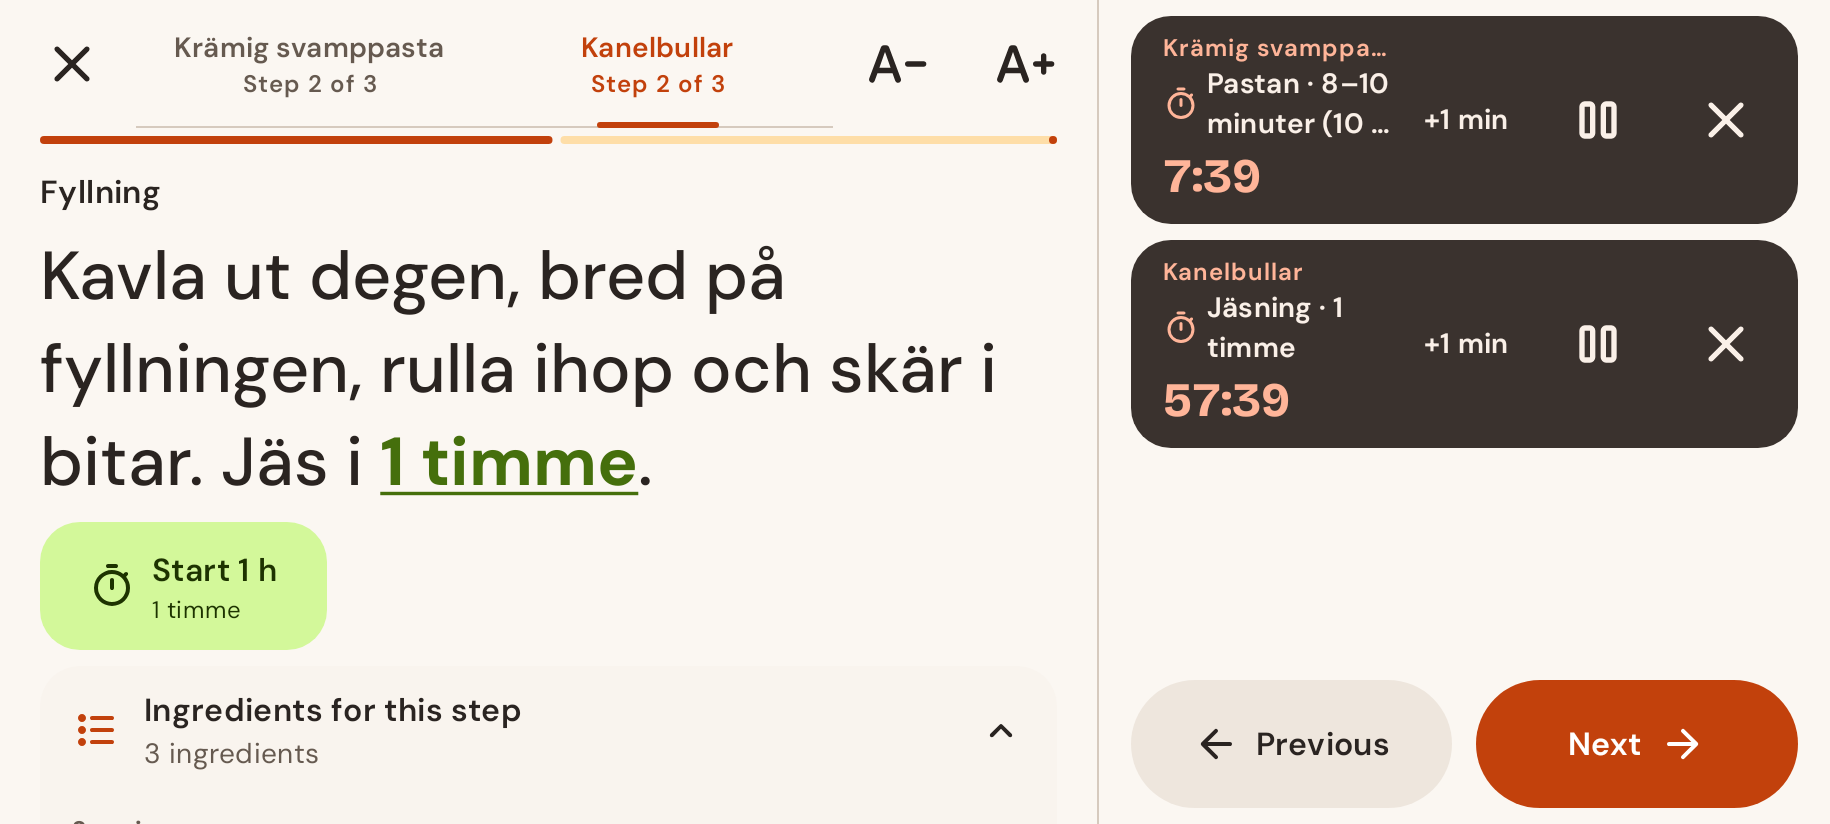 Krämig svamppasta
Step 2 of 3
Kanelbullar
Step 2 of 3
A-
A+
Fyllning
Kavla ut degen, bred på
fyllningen, rulla ihop och skär i
bitar. Jäs i 1 timme.
Start 1 h
1 timme
Ingredients for this step
3 ingredients
Krämig svamppa...
Pastan · 8–10
minuter (10 ...
+1 min
7:39
Kanelbullar
Jäsning · 1
timme
+1 min
57:39
Previous
Next